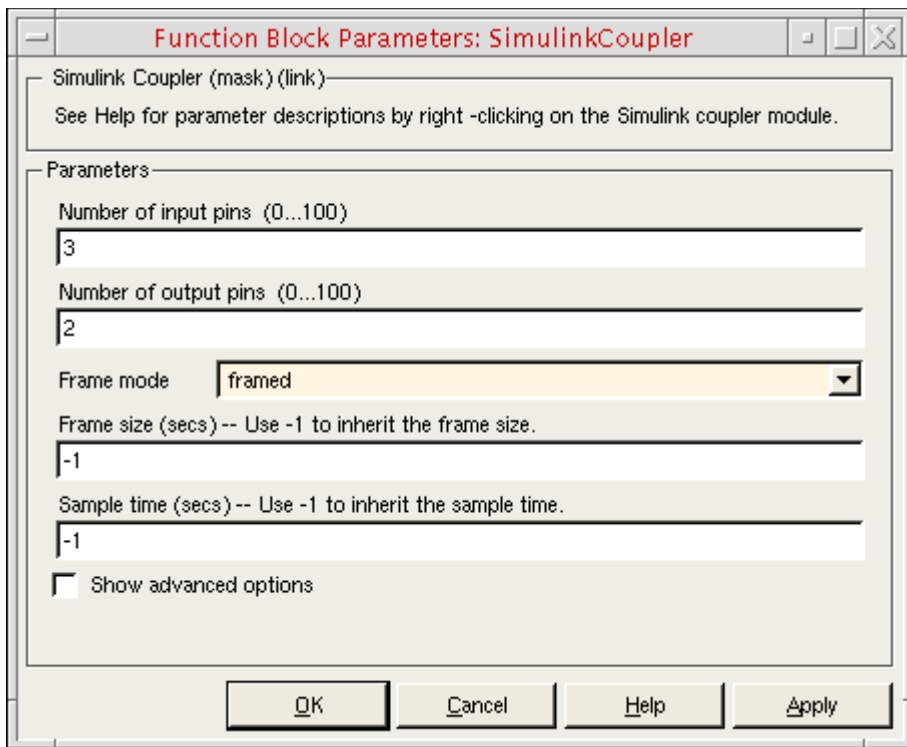 Function Block Parameters: SimulinkCoupler
Simulink Coupler (mask) (link)
See Help for parameter descriptions by right -clicking on the Simulink coupler module.
Parameters
Number of input pins (0...100)
3
Number of output pins (0...100)
2
Frame mode framed
Frame size (secs) -- Use -1 to inherit the frame size.
-1
Sample time (secs) -- Use -1 to inherit the sample time.
-1
Show advanced options
OK Cancel Help Apply